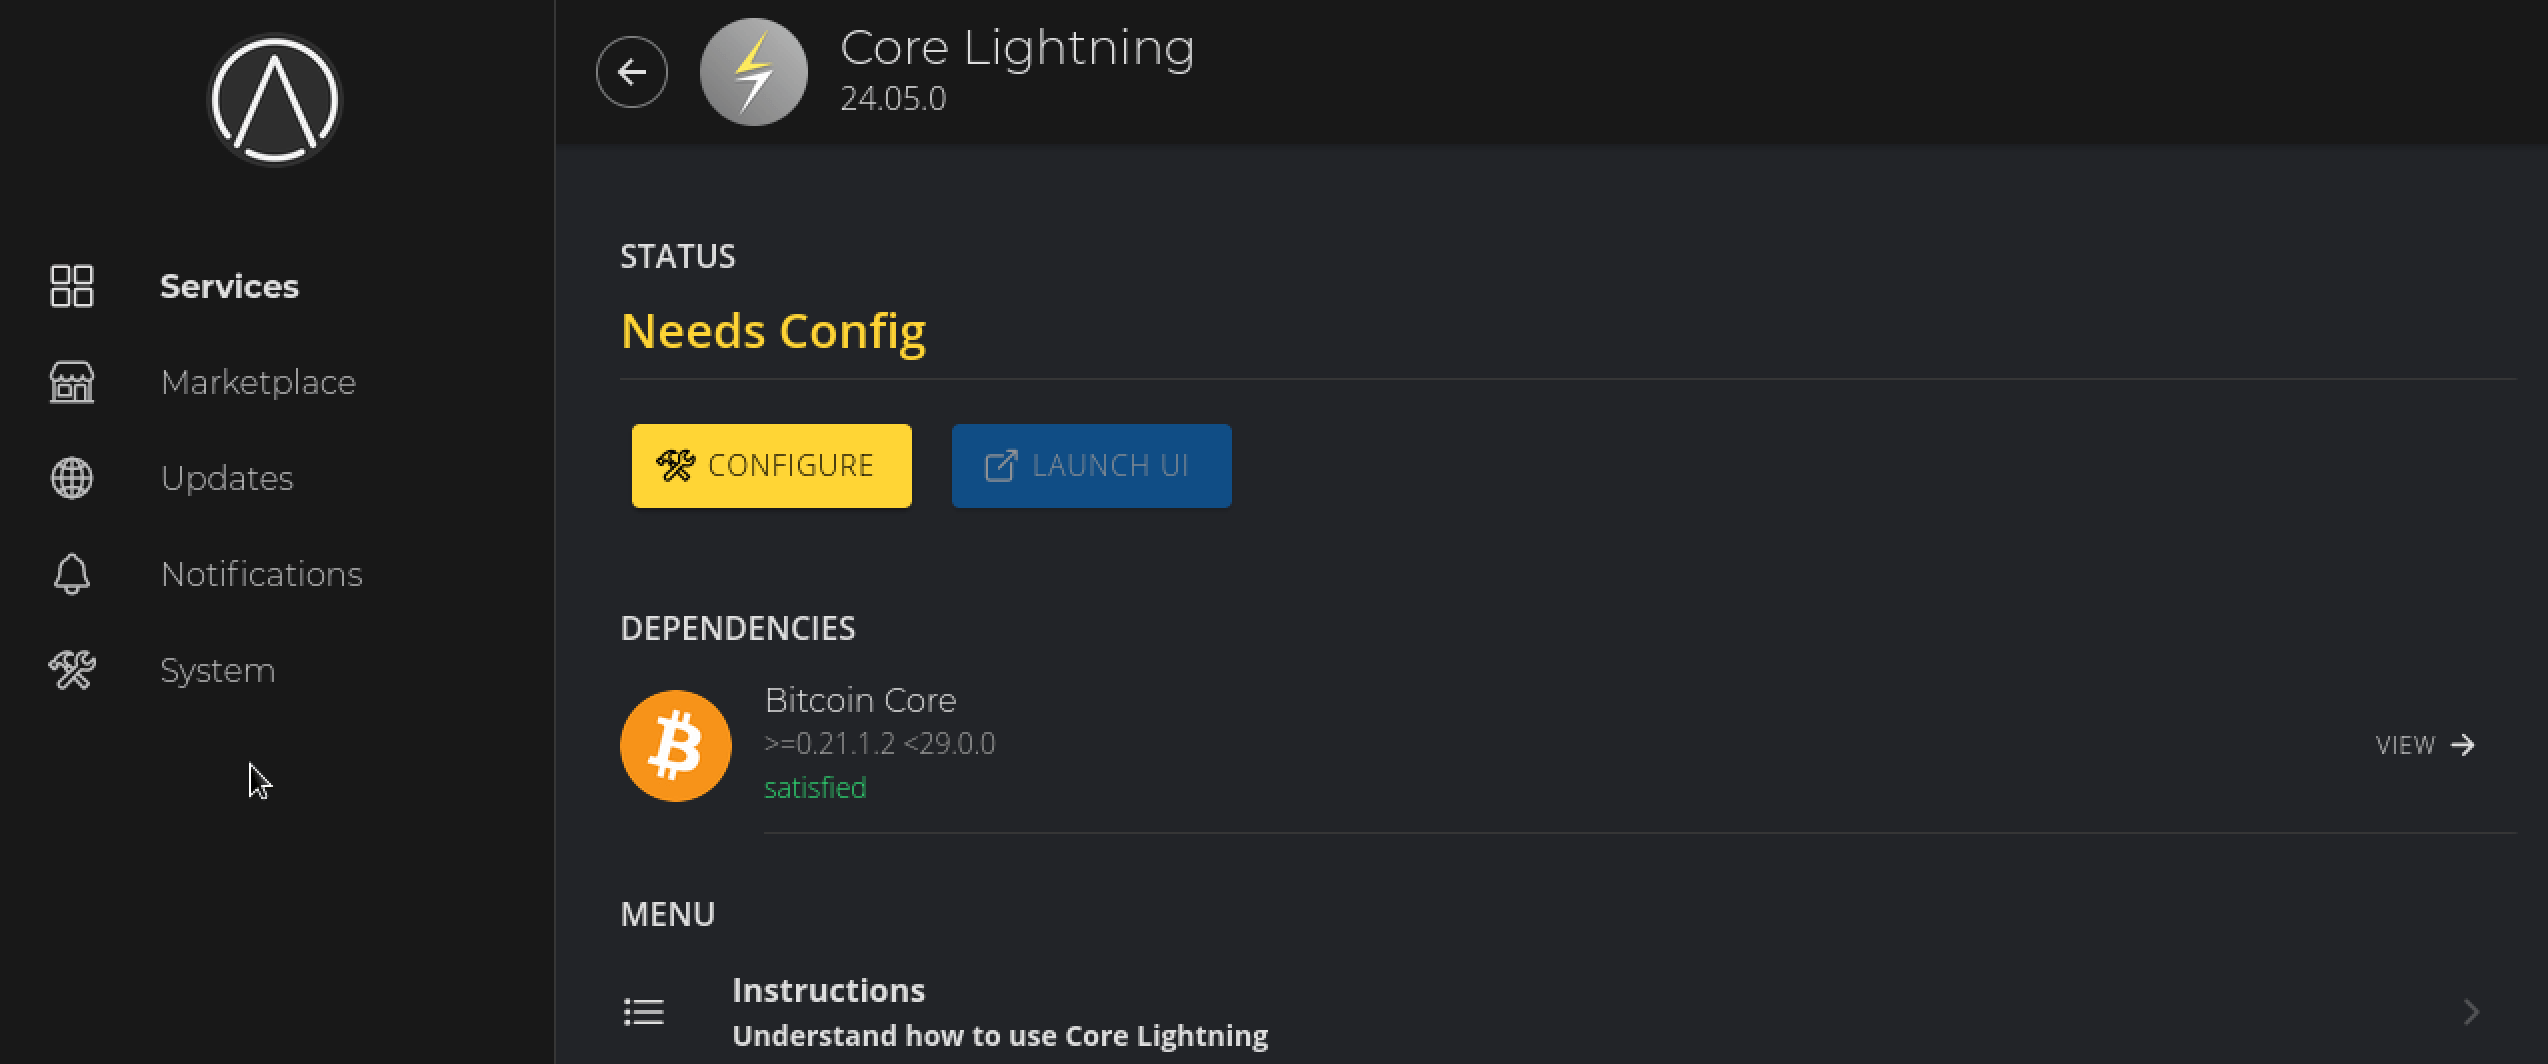 Core Lightning
24.05.0
Services
Marketplace
Updates
Notifications
System
STATUS
Needs Config
CONFIGURE
LAUNCH UI
DEPENDENCIES
Bitcoin Core
>=0.21.1.2 <29.0.0
satisfied
VIEW
MENU
Instructions
Understand how to use Core Lightning